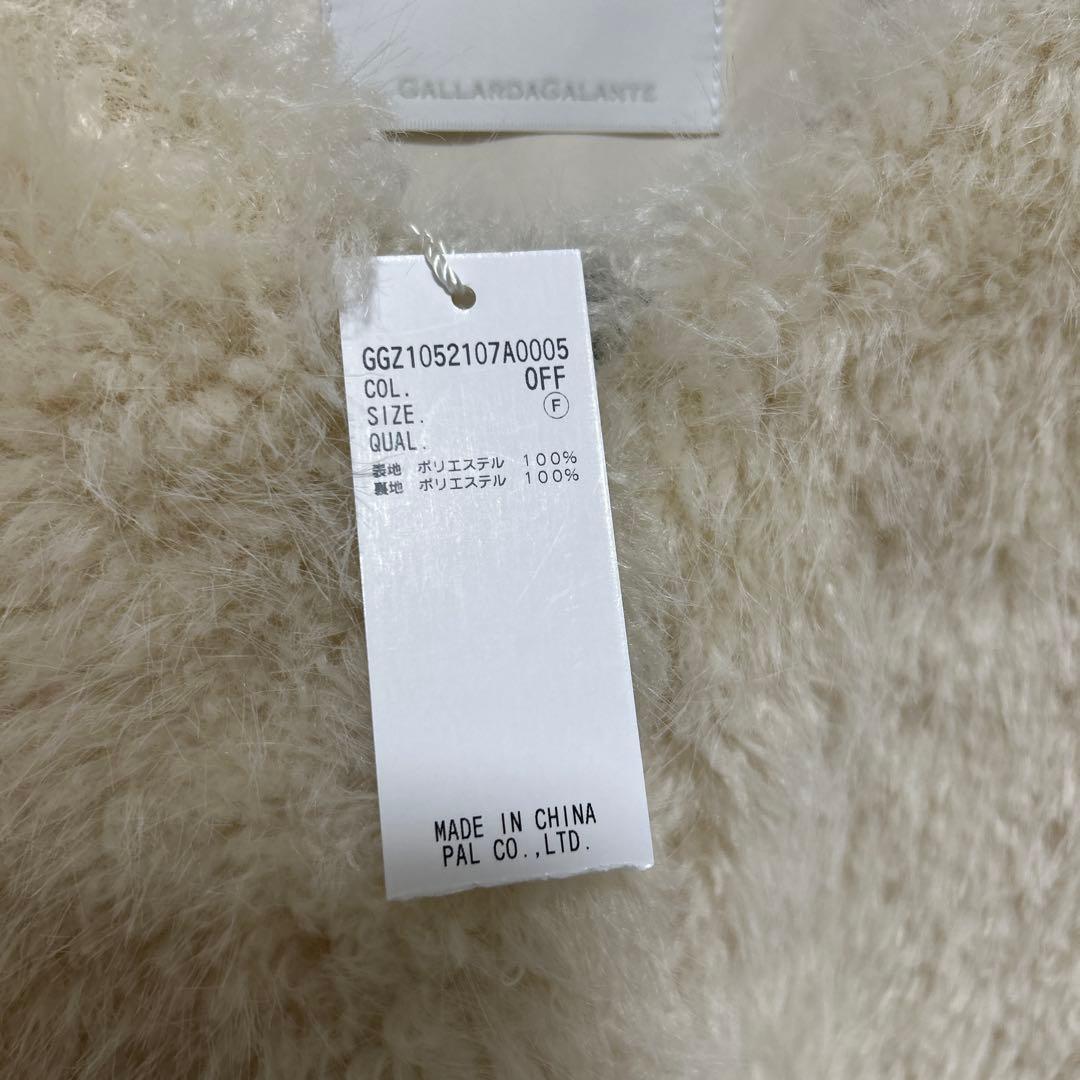 GALLARDAGALANTE
GGZ1052107A0005
COL. OFF
SIZE. F
QUAL.
表地 ポリエステル 100%
裏地 ポリエステル 100%
MADE IN CHINA
PAL CO.,LTD.